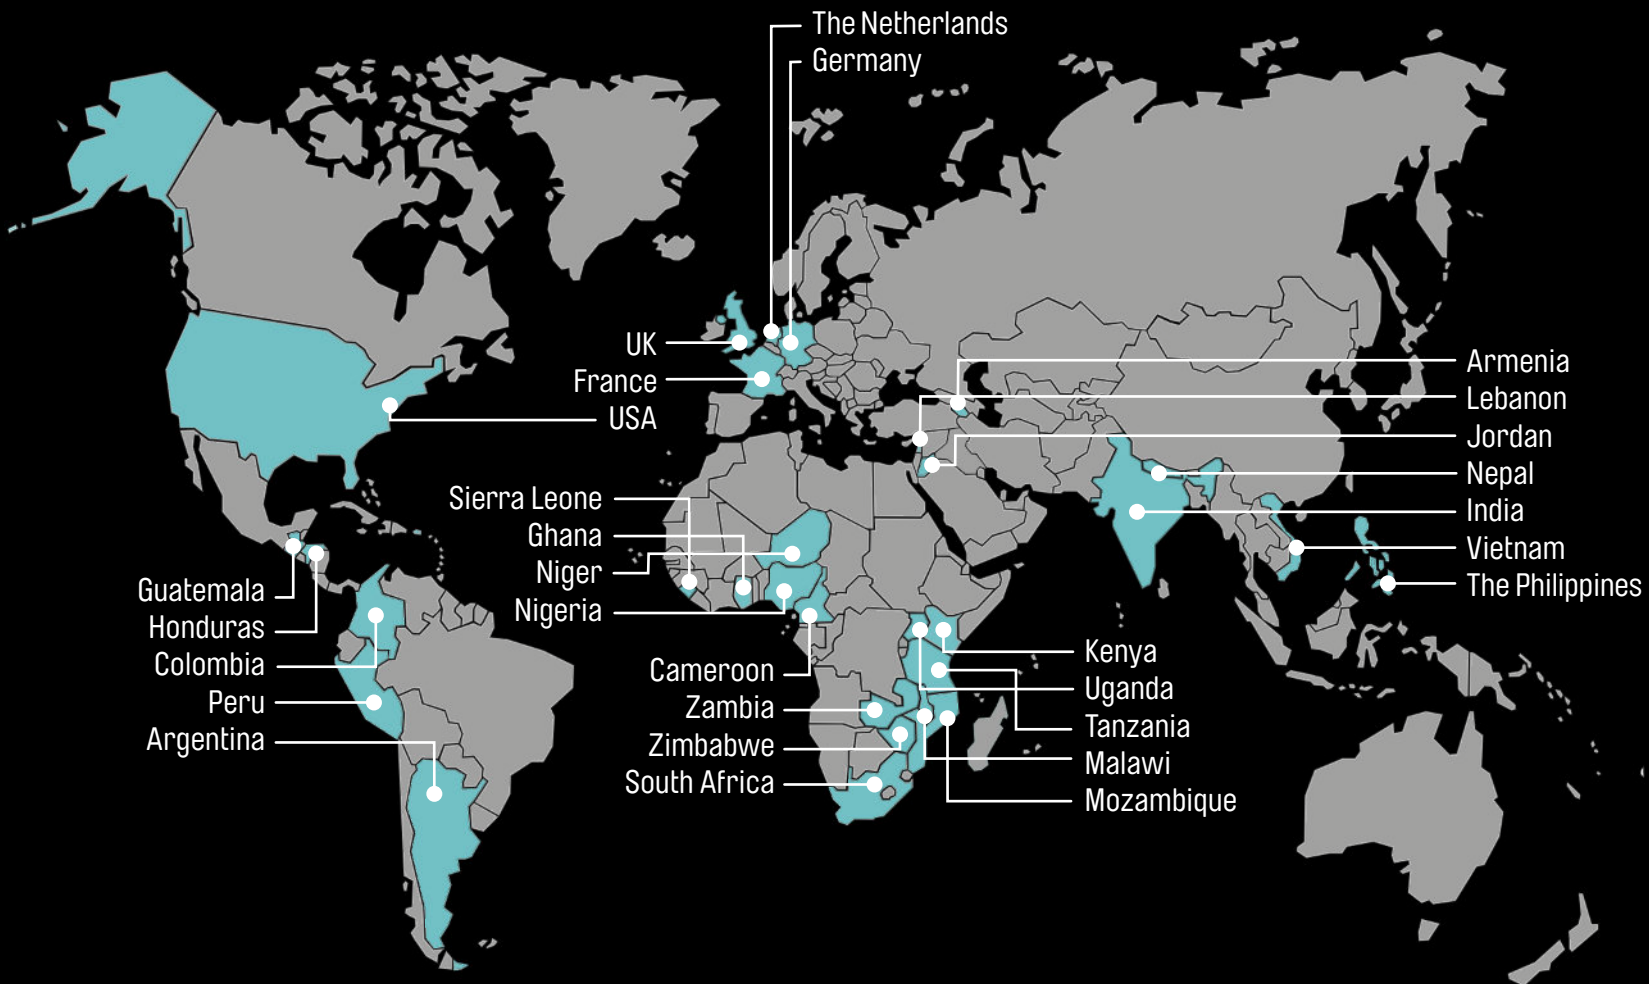 The Netherlands
Germany
UK
France
USA
Armenia
Lebanon
Jordan
Nepal
India
Vietnam
The Philippines
Sierra Leone
Ghana
Niger
Nigeria
Guatemala
Honduras
Colombia
Peru
Argentina
Cameroon
Zambia
Zimbabwe
South Africa
Kenya
Uganda
Tanzania
Malawi
Mozambique